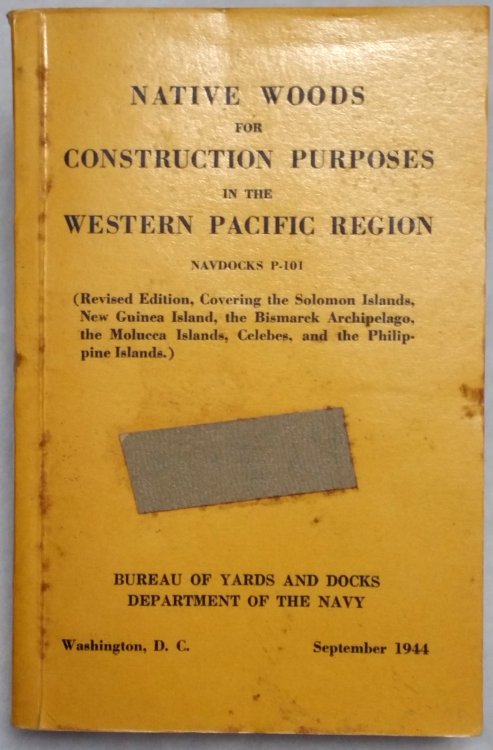 NATIVE WOODS
FOR
CONSTRUCTION PURPOSES
IN THE
WESTERN PACIFIC REGION
NAVDOCKS P-101
(Revised Edition, Covering the Solomon Islands,
New Guinea Island, the Bismarck Archipelago,
the Molucca Islands, Celebes, and the Philip-
pine Islands.)
BUREAU OF YARDS AND DOCKS
DEPARTMENT OF THE NAVY
Washington, D. C. September 1944